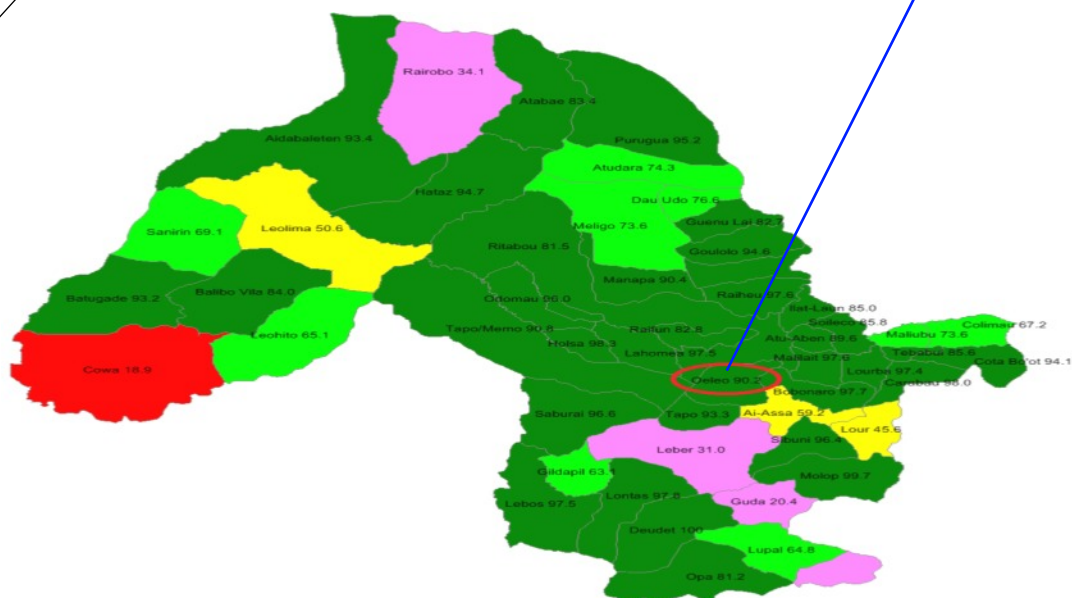 Rairobo 34.1
Atabae 83.4
Aidabaleten 93.4
Purugua 95.2
Atudara 74.3
Hataz 94.7
Dau Udo 76.6
Guenu Lai 82.7
Meligo 73.6
Sanirin 69.1
Leolima 50.6
Ritabou 81.5
Goulolo 94.6
Manapa 90.4
Batugade 93.2
Balibo Vila 84.0
Odomau 96.0
Raiheu 97.6
Ilat-Laun 85.0
Soileco 85.8
Colimau 67.2
Leohito 65.1
Tapo/Memo 90.8
Raifun 82.8
Atu-Aben 89.6
Maliubu 73.6
Holsa 98.3
Lahomea 97.5
Malilait 97.6
Tebabui 85.6
Cota Bo'ot 94.1
Cowa 18.9
Oeleo 90.2
Lourba 97.4
Carabau 98.0
Bobonaro 97.7
Saburai 96.6
Tapo 93.3
Ai-Assa 59.2
Lour 45.6
Sibuni 96.4
Leber 31.0
Gildapil 63.1
Molop 99.7
Lebos 97.5
Lontas 97.8
Guda 20.4
Deudet 100
Lupal 64.8
Opa 81.2